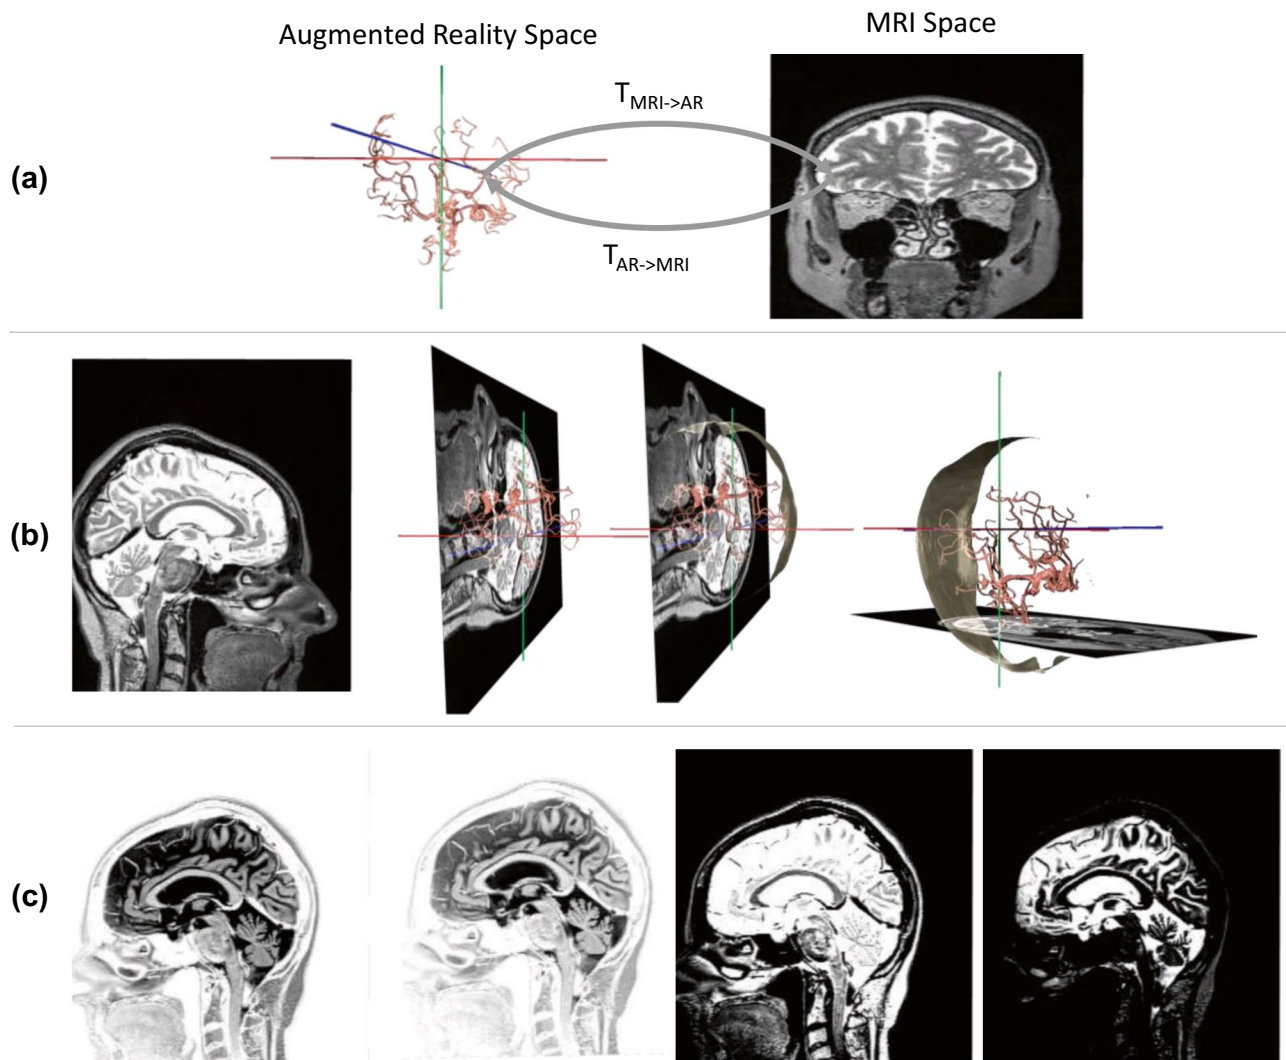 Augmented Reality Space
MRI Space
T_MRI->AR
(a)
T_AR->MRI
(b)
(c)